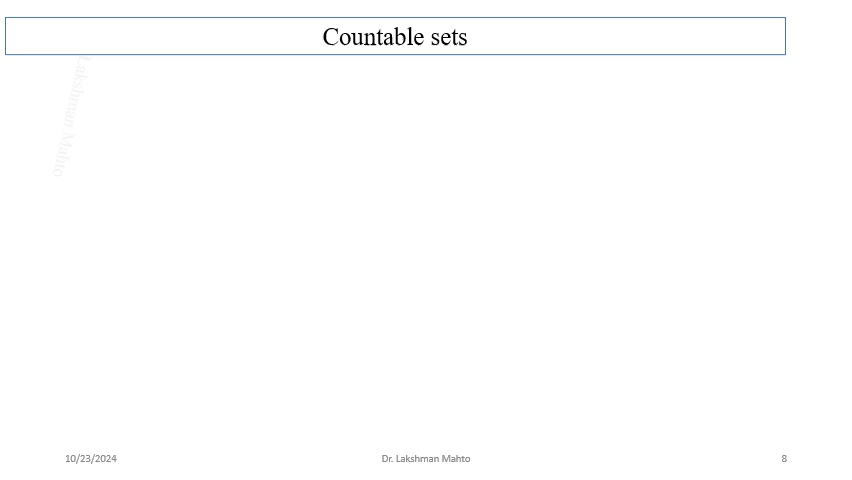 Countable sets
Lakshman Mahto
10/23/2024
Dr. Lakshman Mahto
8